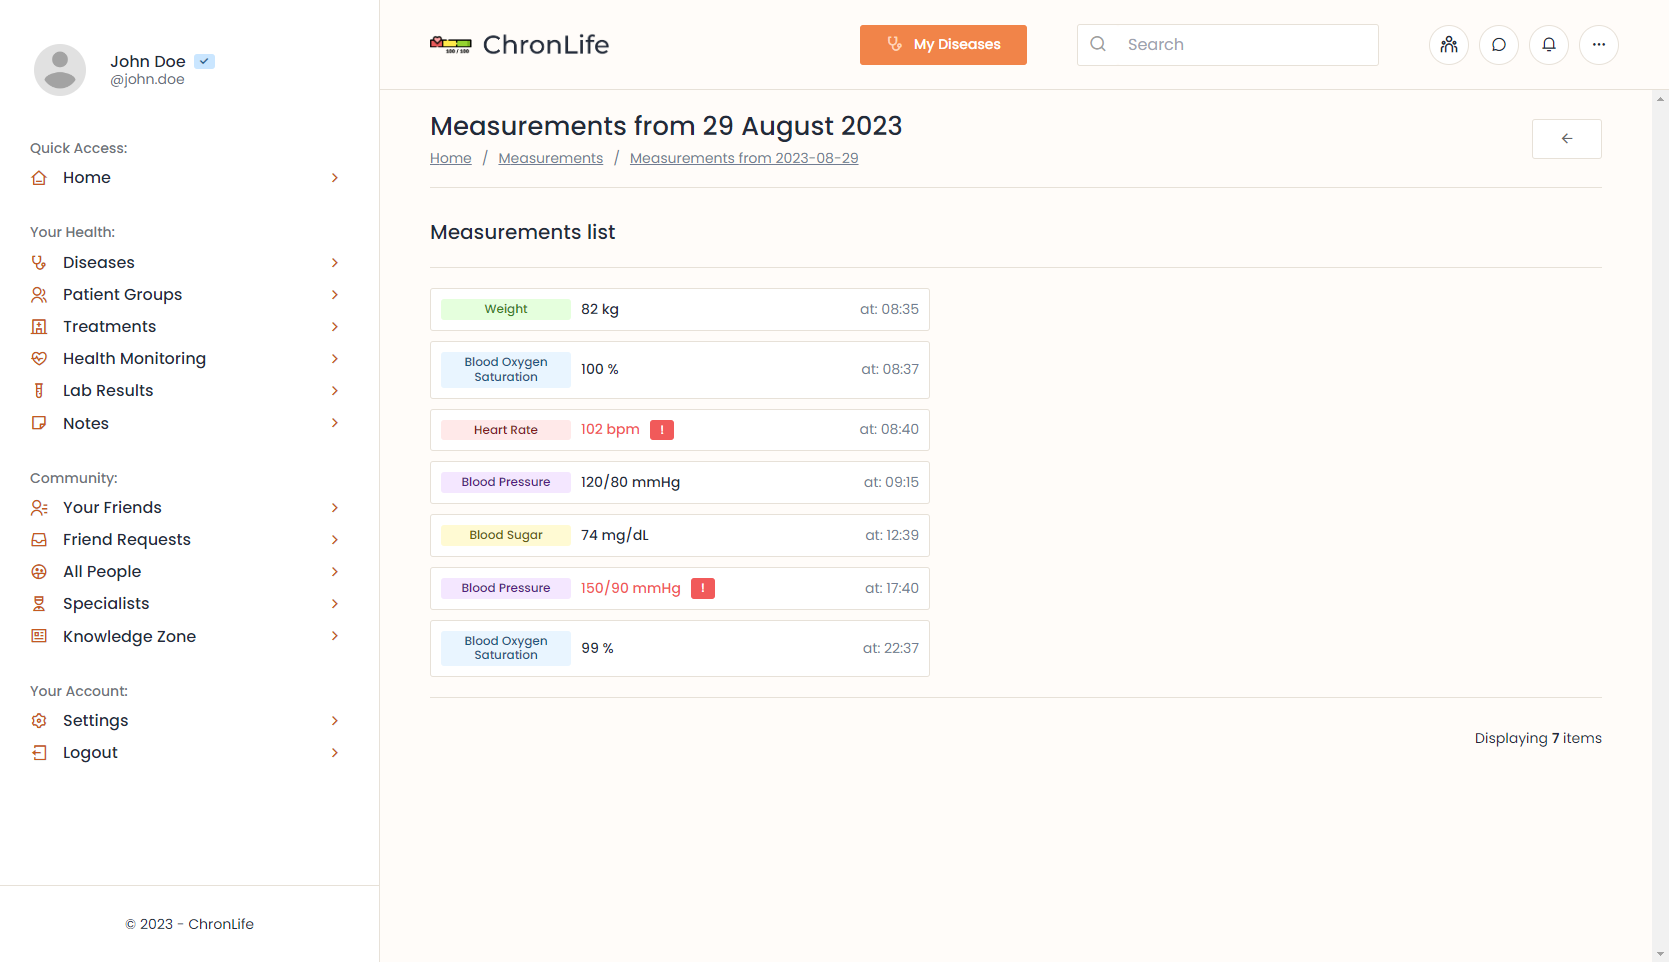 John Doe
@john.doe
Quick Access:
Home
Your Health:
Diseases
Patient Groups
Treatments
Health Monitoring
Lab Results
Notes
Community:
Your Friends
Friend Requests
All People
Specialists
Knowledge Zone
Your Account:
Settings
Logout
© 2023 - ChronLife
100 / 100
ChronLife
My Diseases
Search
Measurements from 29 August 2023
Home / Measurements / Measurements from 2023-08-29
Measurements list
Weight 82 kg at: 08:35
Blood Oxygen
Saturation
100 % at: 08:37
Heart Rate 102 bpm ! at: 08:40
Blood Pressure 120/80 mmHg at: 09:15
Blood Sugar 74 mg/dL at: 12:39
Blood Pressure 150/90 mmHg ! at: 17:40
Blood Oxygen
Saturation
99 % at: 22:37
Displaying 7 items